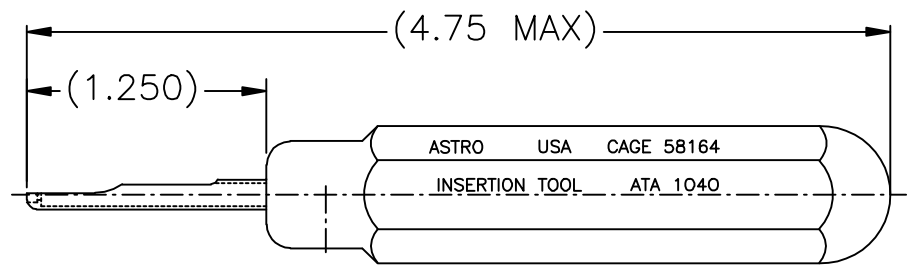 (4.75 MAX)
(1.250)
ASTRO USA CAGE 58164
INSERTION TOOL ATA 1040